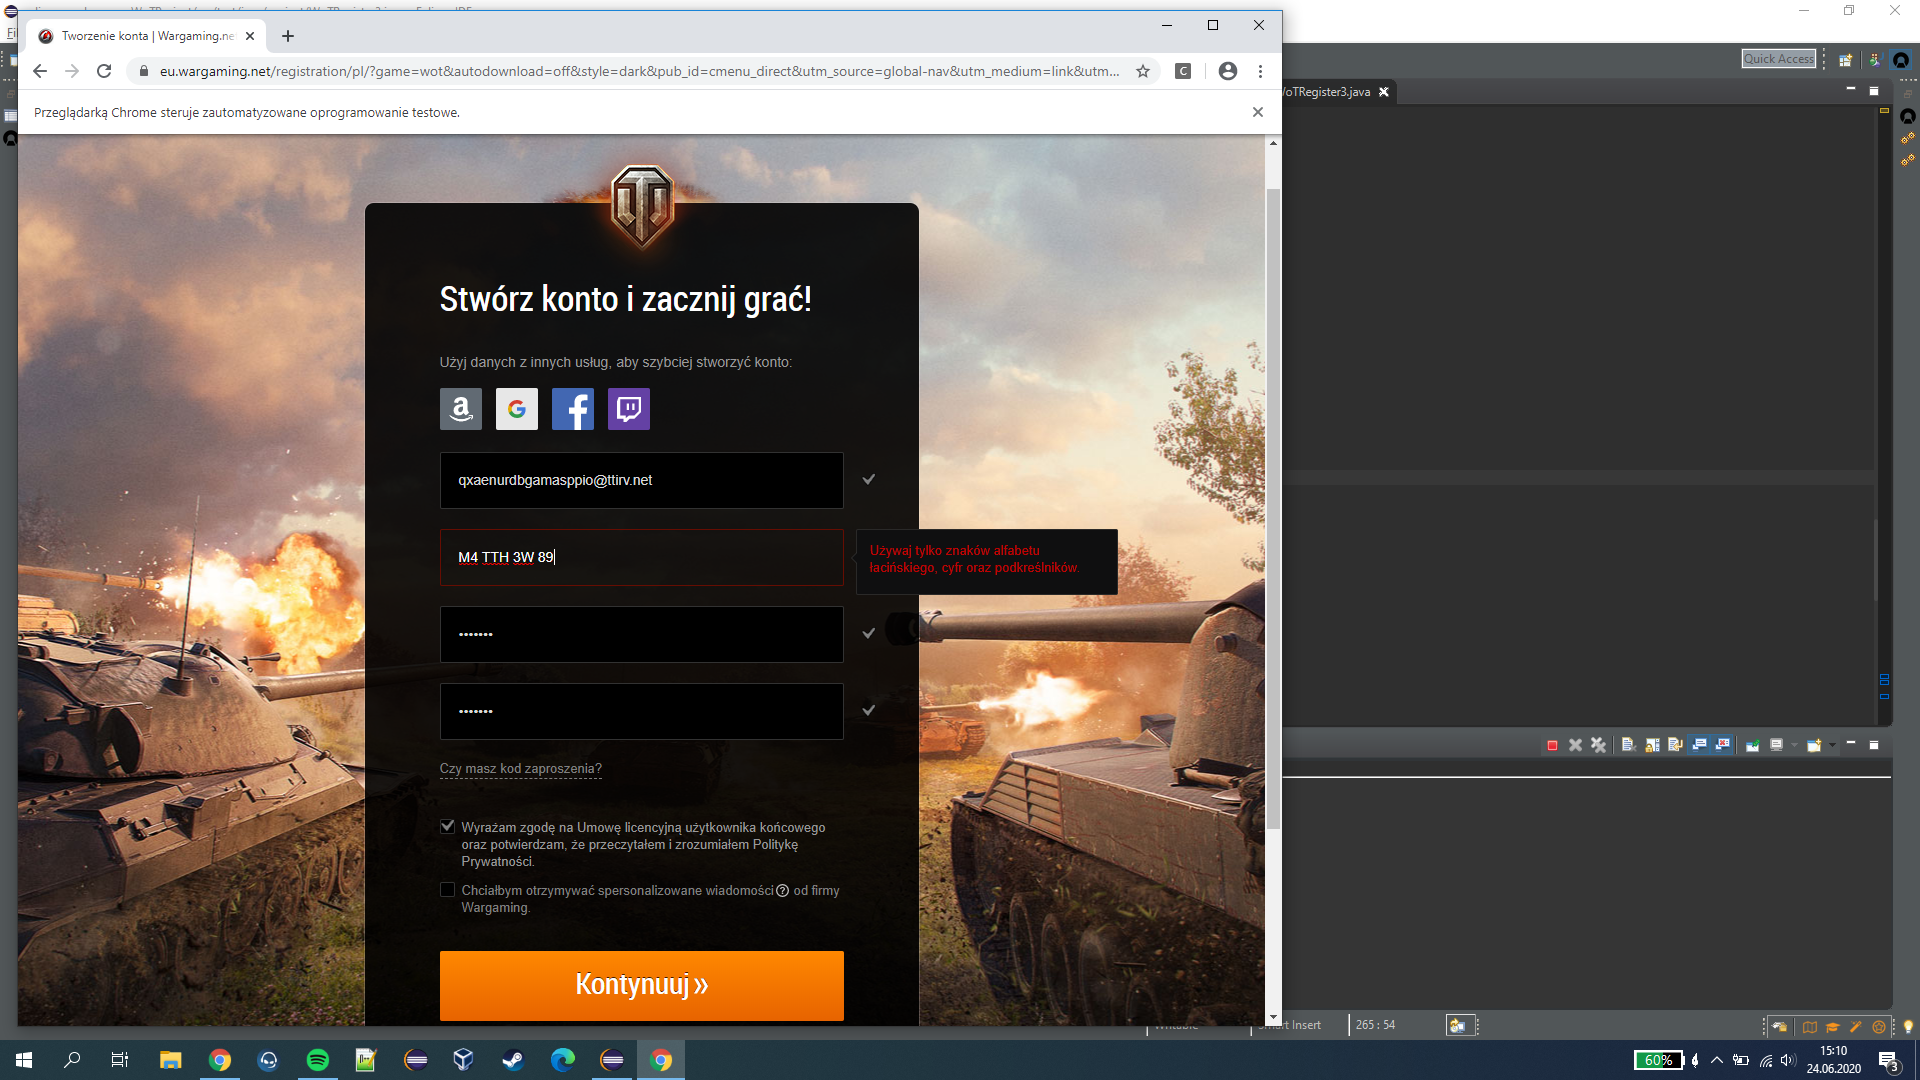 Tworzenie konta | Wargaming.ne
eu.wargaming.net/registration/pl/?game=wot&autodownload=off&style=dark&pub_id=cmenu_direct&utm_source=global-nav&utm_medium=link&utm...
Quick Access
Przeglądarką Chrome steruje zautomatyzowane oprogramowanie testowe.
oTRegister3.java
Stwórz konto i zacznij grać!
Użyj danych z innych usług, aby szybciej stworzyć konto:
qxaenurdbgamasppio@ttirv.net
M4 TTH 3W 89
Używaj tylko znaków alfabetu
łacińskiego, cyfr oraz podkreślników.
•••••••
•••••••
Czy masz kod zaproszenia?
Wyrażam zgodę na Umowę licencyjną użytkownika końcowego
oraz potwierdzam, że przeczytałem i zrozumiałem Politykę
Prywatności.
Chciałbym otrzymywać spersonalizowane wiadomości ? od firmy
Wargaming.
Kontynuuj »
Insert
265 : 54
60%
15:10
24.06.2020
3